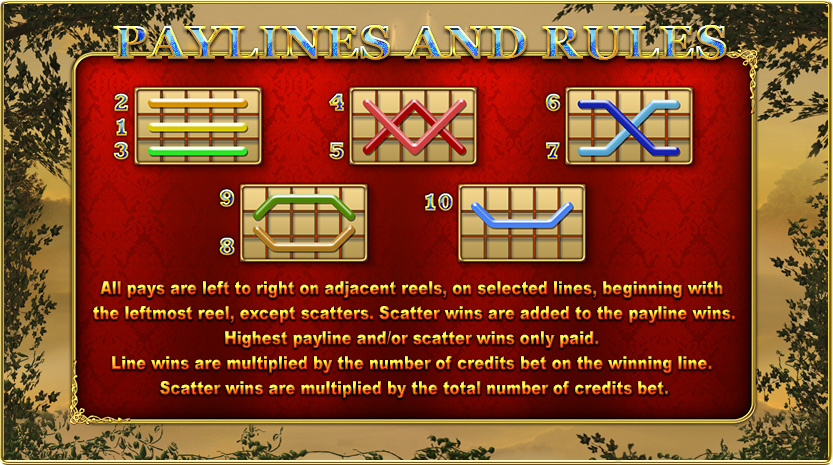 PAYLINES AND RULES
2
1
3
4
5
6
7
9
8
10
All pays are left to right on adjacent reels, on selected lines, beginning with
the leftmost reel, except scatters. Scatter wins are added to the payline wins.
Highest payline and/or scatter wins only paid.
Line wins are multiplied by the number of credits bet on the winning line.
Scatter wins are multiplied by the total number of credits bet.